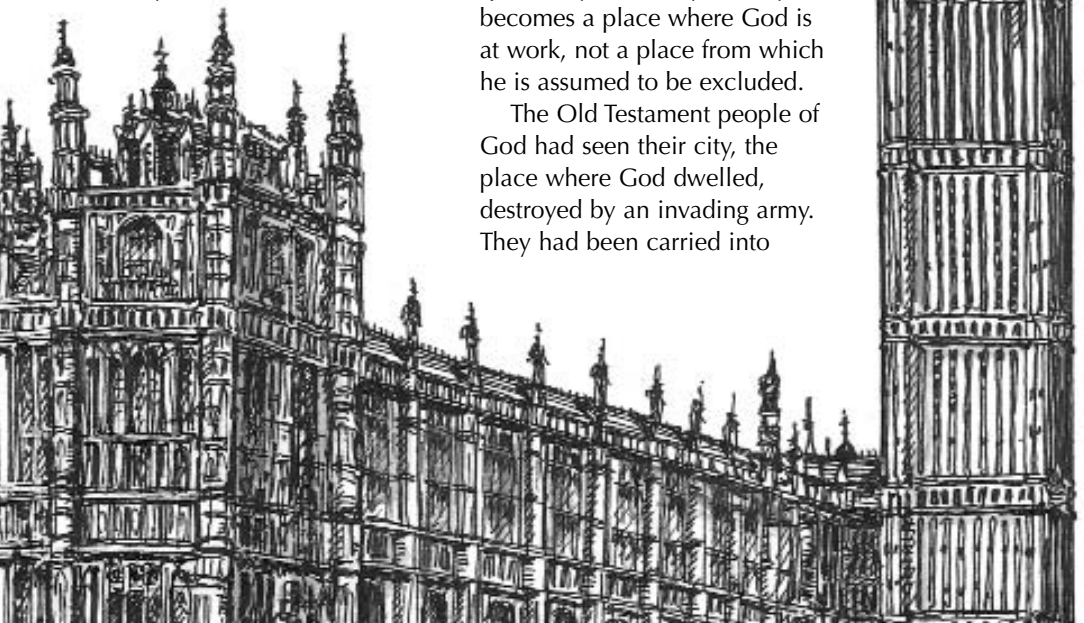 becomes a place where God is
at work, not a place from which
he is assumed to be excluded.
The Old Testament people of
God had seen their city, the
place where God dwelled,
destroyed by an invading army.
They had been carried into